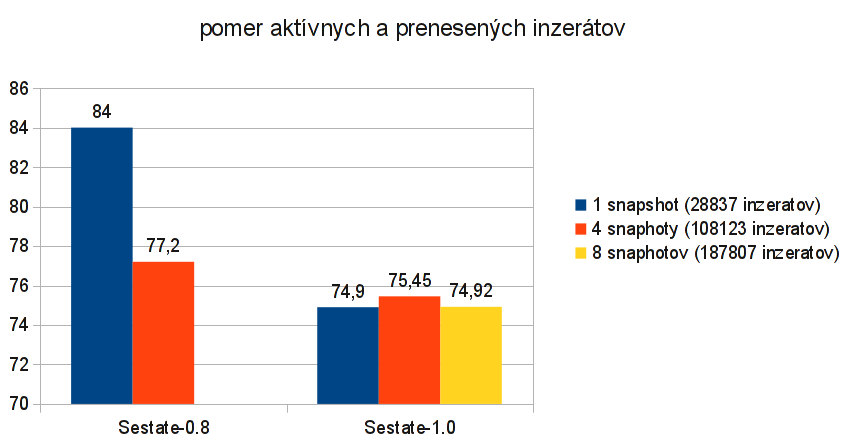 pomer aktívnych a prenesených inzerátov
86
84
82
80
78
76
74
72
70
84
77,2
74,9
75,45
74,92
Sestate-0.8
Sestate-1.0
1 snapshot (28837 inzeratov)
4 snaphoty (108123 inzeratov)
8 snaphotov (187807 inzeratov)